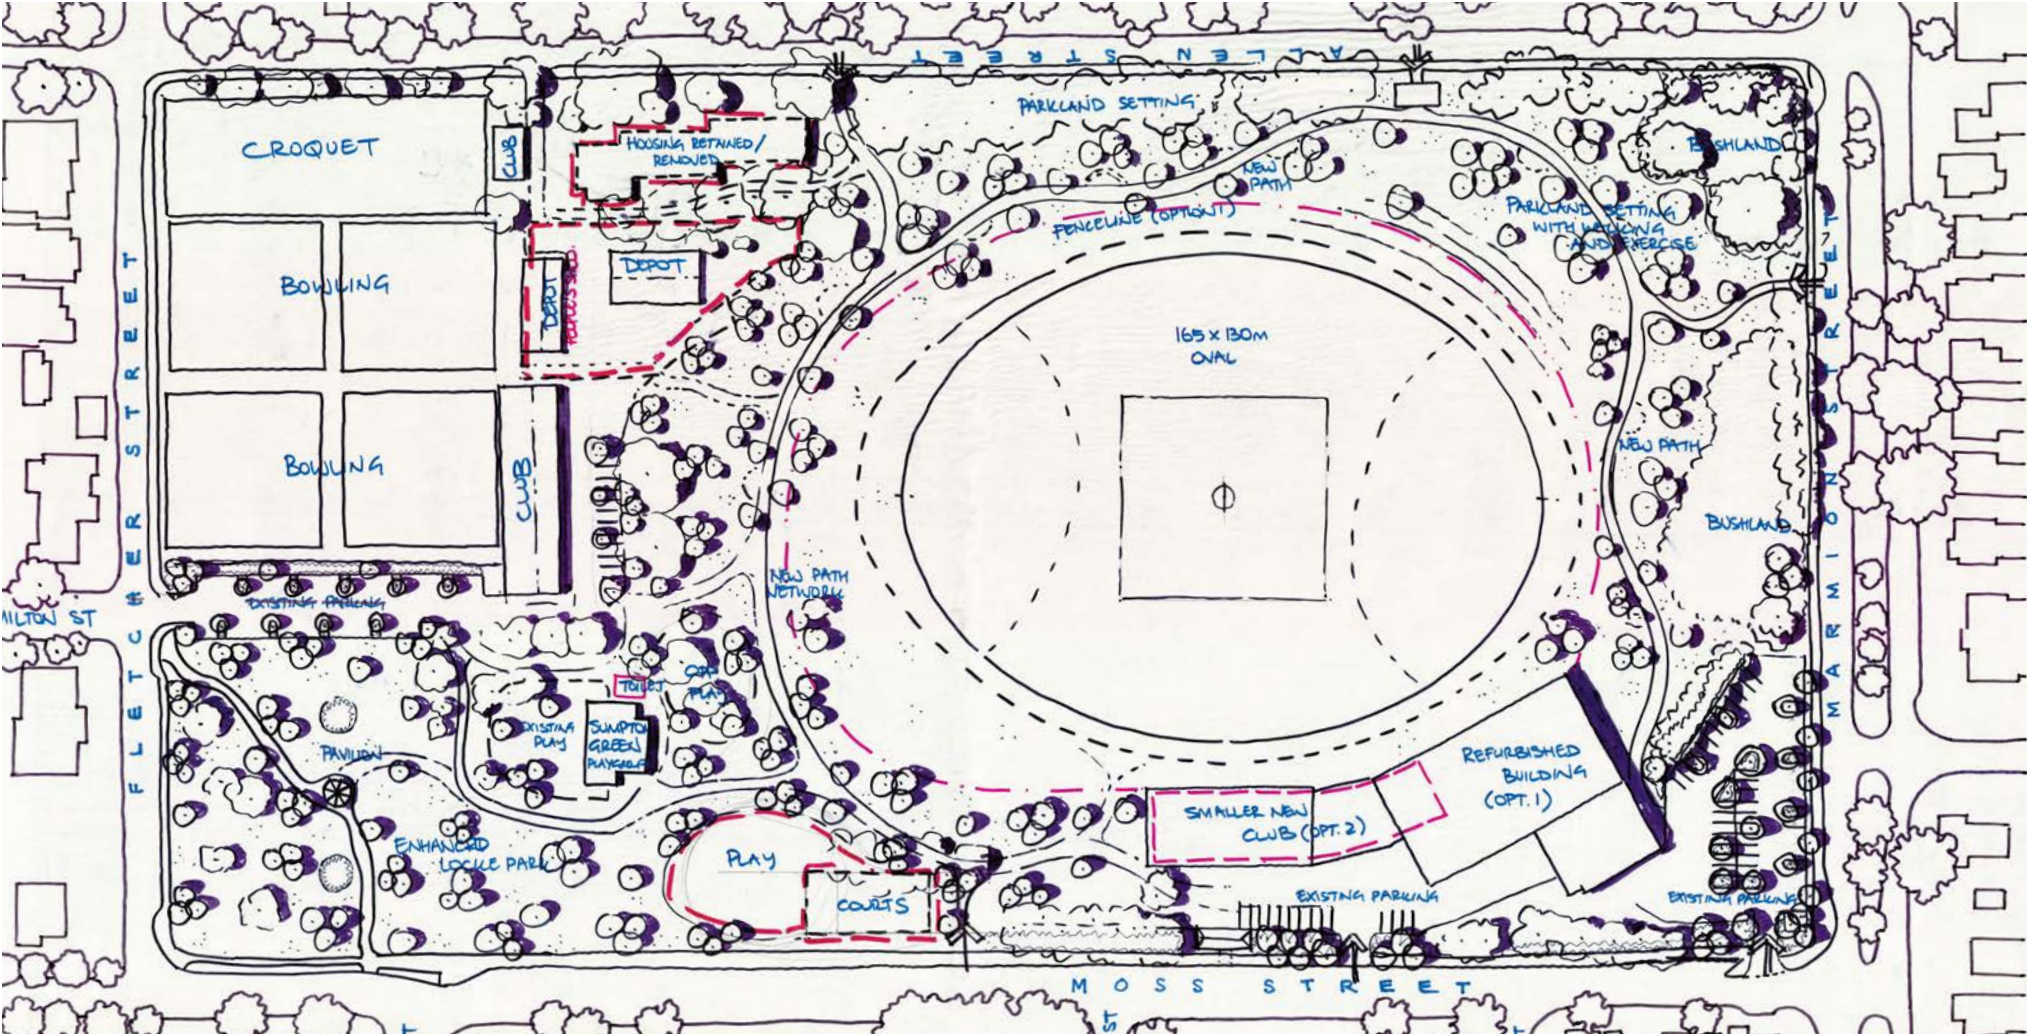 ALLEN STREET
PARKLAND SETTING
CROQUET
CLUB
HOUSING RETAINED/
REMOVED
BUSHLAND
NEW
PATH
PARKLAND SETTING
WITH WALKING
AND EXERCISE
FENCELINE (OPTION 1)
BOWLING
DEPOT
DEPOT
165 x 130m
OVAL
FLETCHER STREET
MARMION STREET
BOWLING
CLUB
NEW PATH
BUSHLAND
NEW PATH
NETWORK
EXISTING PARKING
MILTON ST
TOILET
PLAY
EXISTING
PLAY
GREEN
PLAYGROUP
PAVILION
REFURBISHED
BUILDING
(OPT. 1)
SMALLER NEW
CLUB (OPT. 2)
ENHANCED
LOCKE PARK
PLAY
COURTS
EXISTING PARKING
EXISTING PARKING
MOSS STREET
ST